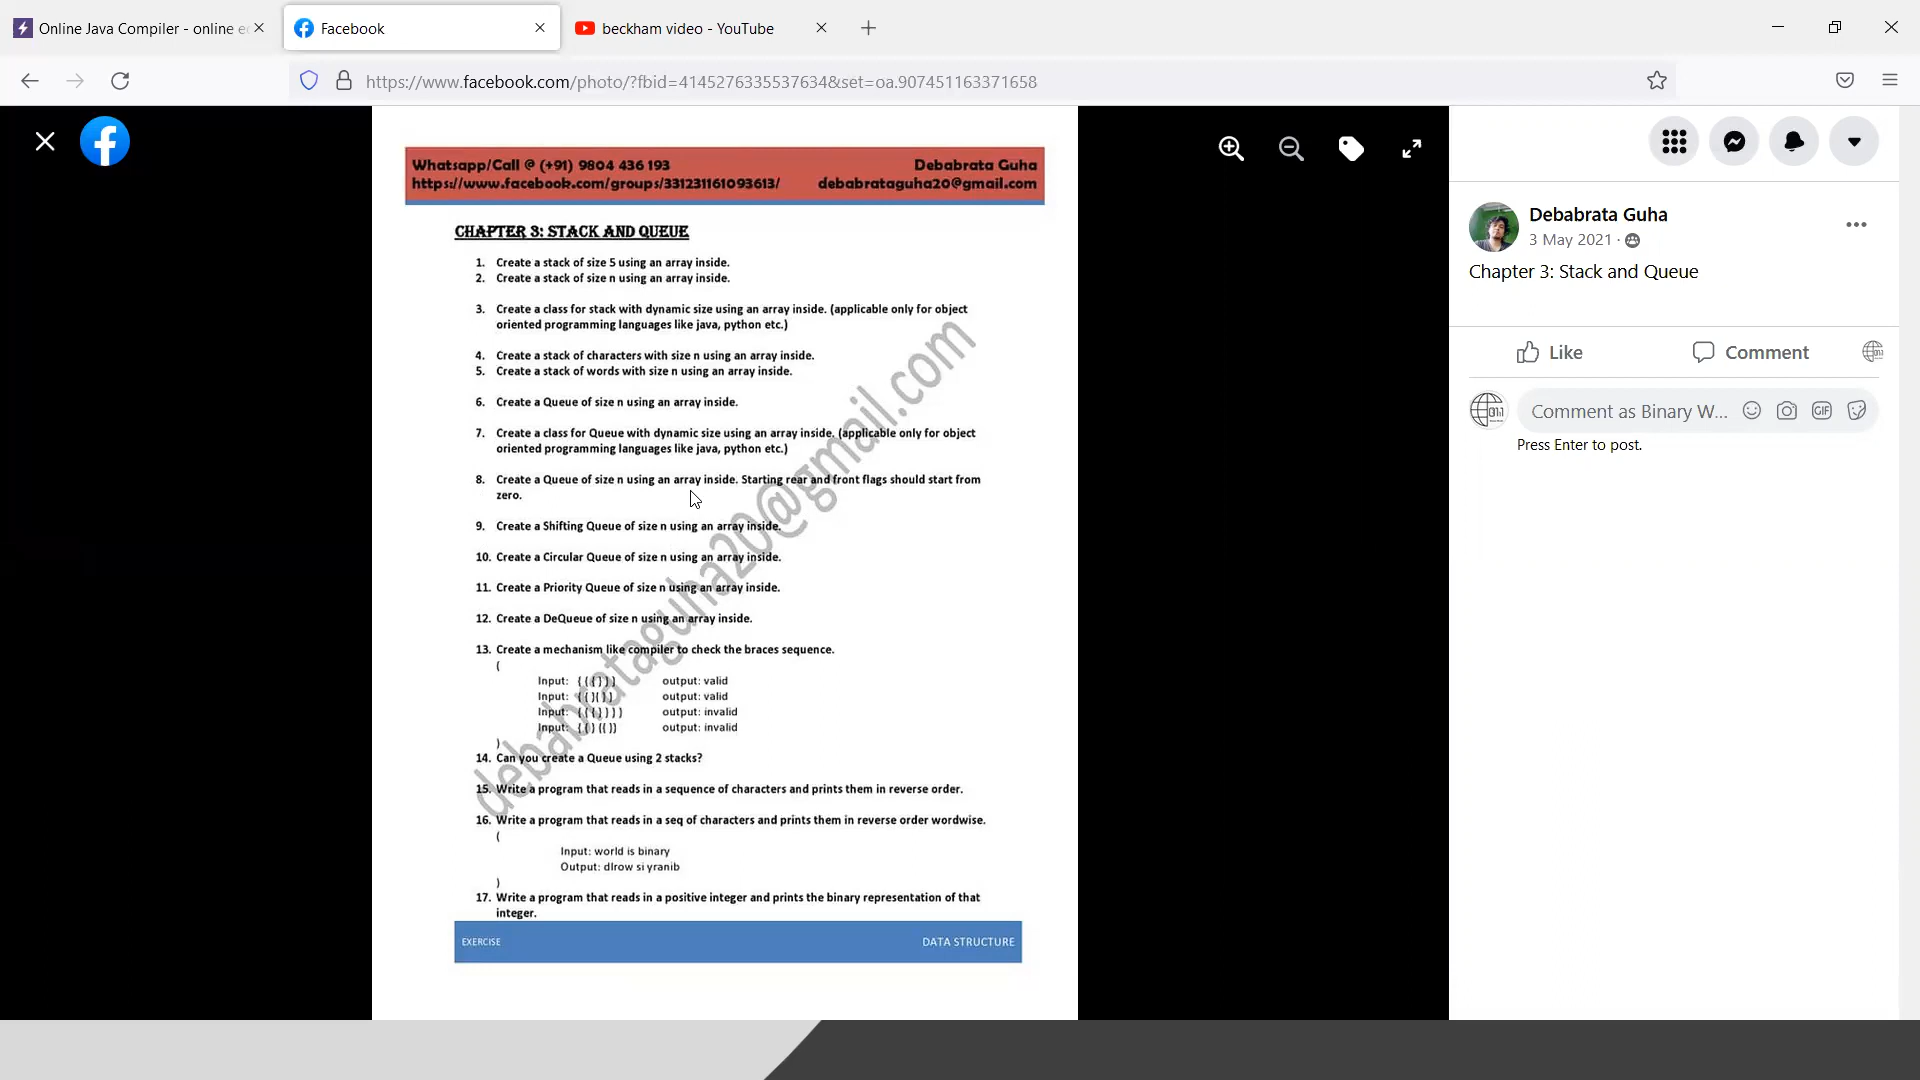 Online Java Compiler - online e
Facebook
beckham video - YouTube
https://www.facebook.com/photo/?fbid=4145276335537634&set=oa.907451163371658
Whatsapp/Call @ (+91) 9804 436 193
Debabrata Guha
https://www.facebook.com/groups/331231161093613/
debabrataguha20@gmail.com
CHAPTER 3: STACK AND QUEUE
1. Create a stack of size 5 using an array inside.
2. Create a stack of size n using an array inside.
3. Create a class for stack with dynamic size using an array inside. (applicable only for object
oriented programming languages like java, python etc.)
4. Create a stack of characters with size n using an array inside.
5. Create a stack of words with size n using an array inside.
6. Create a Queue of size n using an array inside.
7. Create a class for Queue with dynamic size using an array inside. (applicable only for object
oriented programming languages like java, python etc.)
8. Create a Queue of size n using an array inside. Starting rear and front flags should start from
zero.
9. Create a Shifting Queue of size n using an array inside.
10. Create a Circular Queue of size n using an array inside.
11. Create a Priority Queue of size n using an array inside.
12. Create a DeQueue of size n using an array inside.
13. Create a mechanism like compiler to check the braces sequence.
(
Input: output: valid
Input: output: valid
Input: output: invalid
Input: output: invalid
)
14. Can you create a Queue using 2 stacks?
15. Write a program that reads in a sequence of characters and prints them in reverse order.
16. Write a program that reads in a seq of characters and prints them in reverse order wordwise.
(
Input: world is binary
Output: dlrow si yranib
)
17. Write a program that reads in a positive integer and prints the binary representation of that
integer.
EXERCISE
DATA STRUCTURE
debabrataguha20@gmail.com
Debabrata Guha
3 May 2021 ·
Chapter 3: Stack and Queue
Like
Comment
Comment as Binary W...
GIF
Press Enter to post.